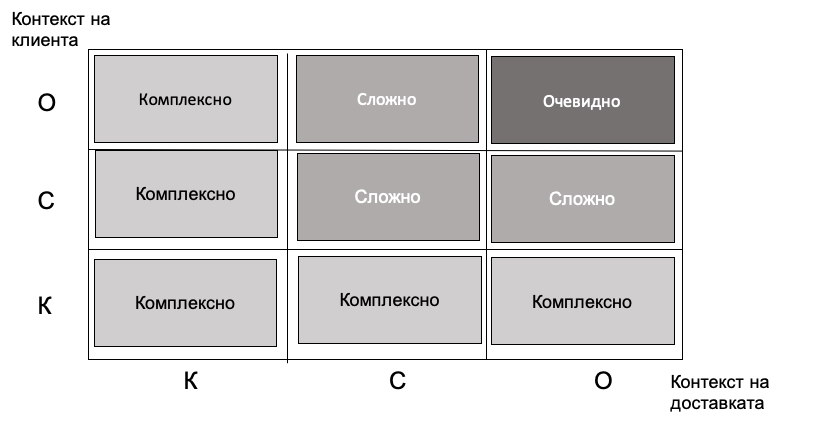 Контекст на
клиента
О
Комплексно
Сложно
Очевидно
С
Комплексно
Сложно
Сложно
К
Комплексно
Комплексно
Комплексно
К
С
О
Контекст на
доставката